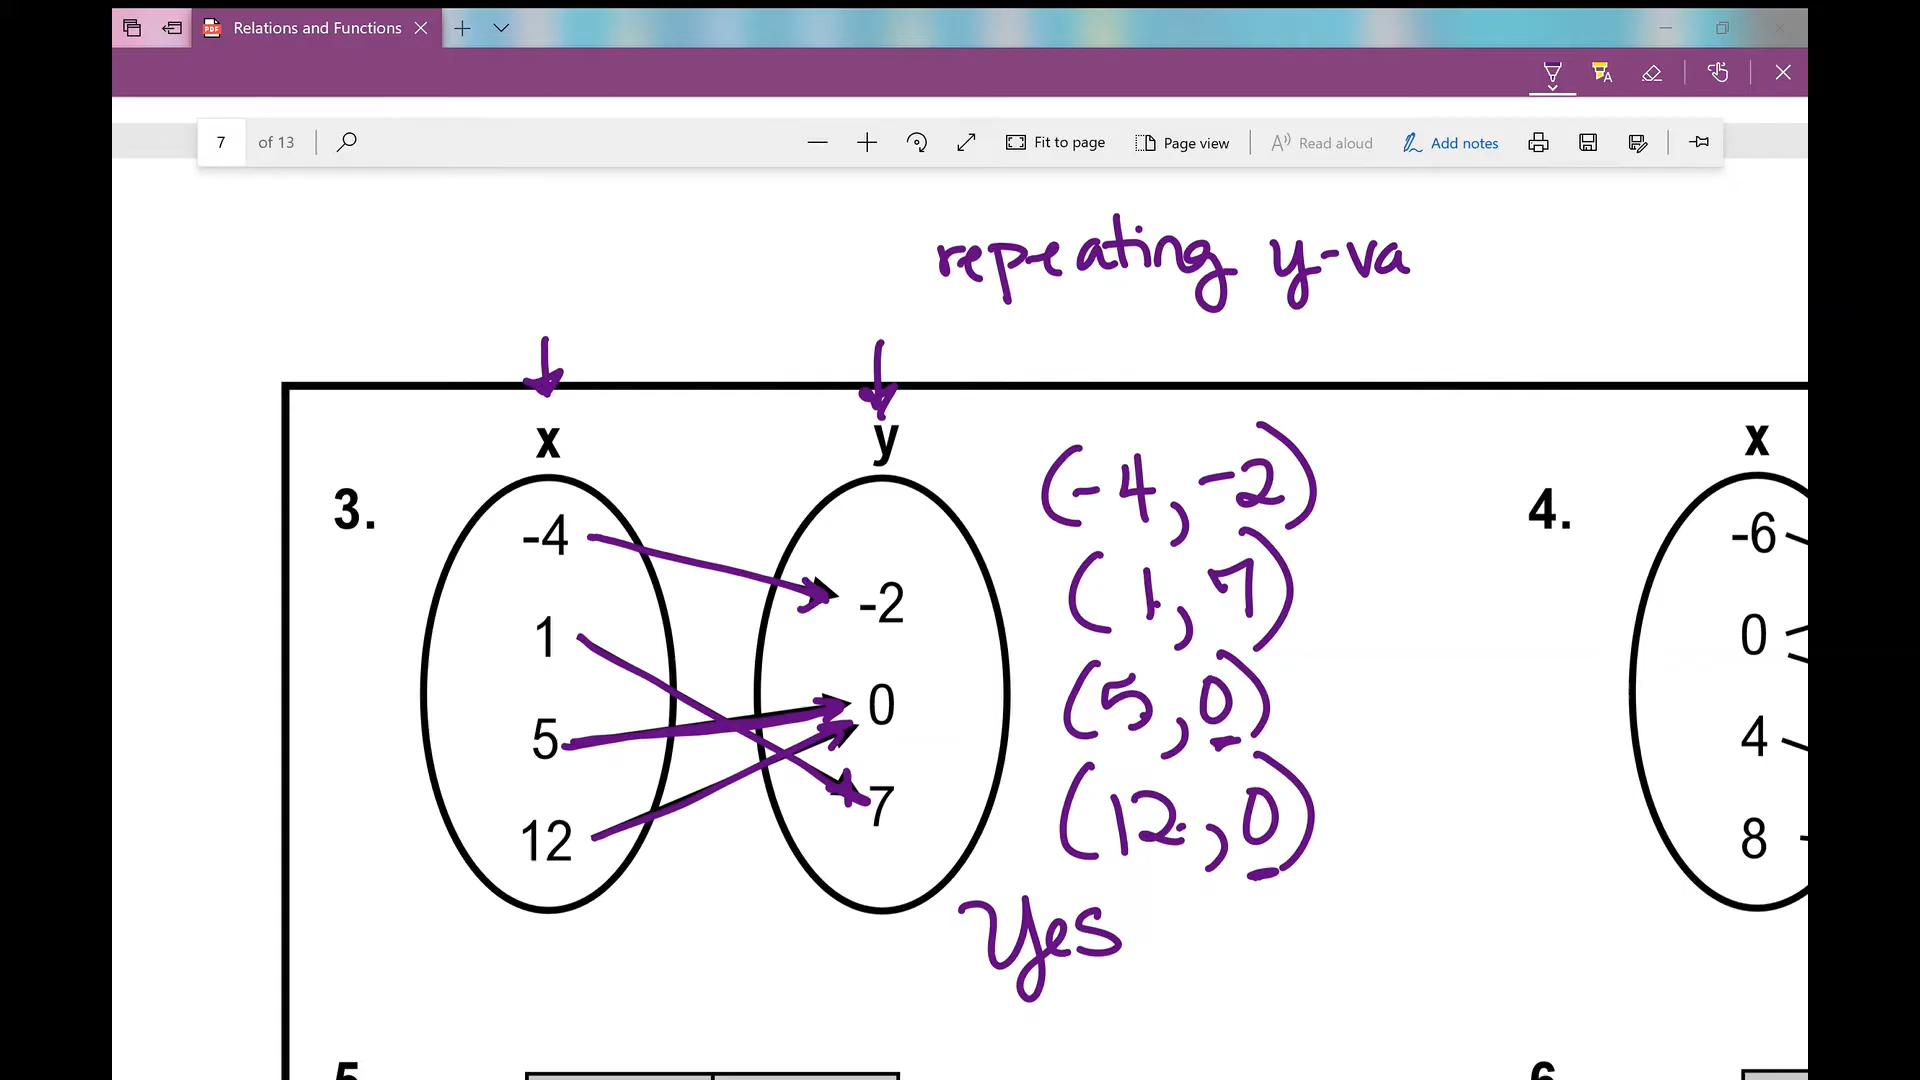 Relations and Functions
7 of 13
Fit to page
Page view
Read aloud
Add notes
repeating y-va
x y
3.
-4
1
5
12
-2
0
7
(-4, -2)
(1, 7)
(5, 0)
(12, 0)
Yes
4.
x
-6
0
4
8
5
6